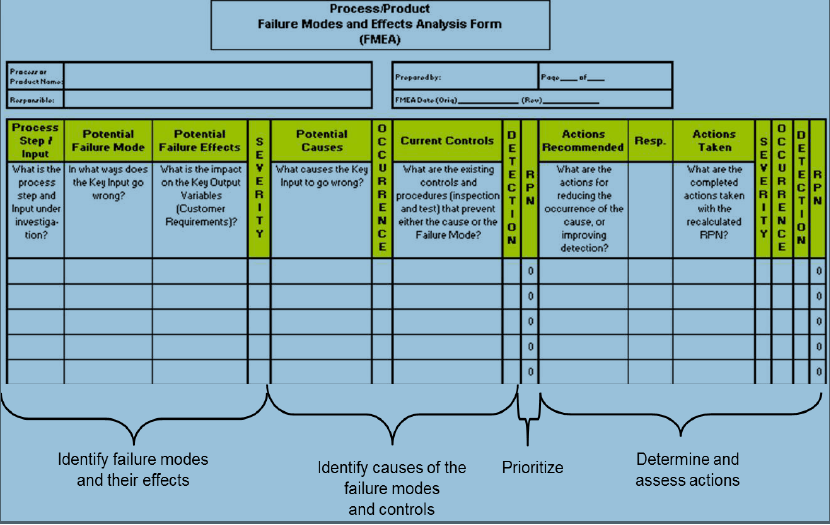 Process/Product
Failure Modes and Effects Analysis Form
(FMEA)
Process or
Product Name:
Prepared by:
Page____ of____
Responsible:
FMEA Date (Orig)______________ (Rev)_____________
Process
Step /
Input
Potential
Failure Mode
Potential
Failure Effects
SEVERITY
Potential
Causes
OCCURRENCE
Current Controls
DETECTION
RPN
Actions
Recommended
Resp.
Actions
Taken
SEVERITY
OCCURRENCE
DETECTION
RPN
What is the
process
step and
Input under
investiga-
tion?
In what ways does
the Key Input go
wrong?
What is the impact
on the Key Output
Variables
(Customer
Requirements)?
What causes the Key
Input to go wrong?
What are the existing
controls and
procedures (inspection
and test) that prevent
either the cause or the
Failure Mode?
What are the
actions for
reducing the
occurrence of the
cause, or
improving
detection?
What are the
completed
actions taken
with the
recalculated
RPN?
0 0
0 0
0 0
0 0
0 0
Identify failure modes
and their effects
Identify causes of the
failure modes
and controls
Prioritize
Determine and
assess actions